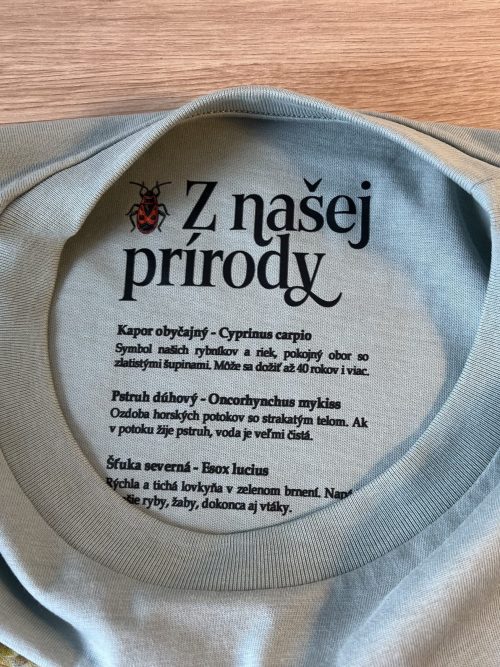 Z našej
prírody
Kapor obyčajný - Cyprinus carpio
Symbol našich rybníkov a riek, pokojný obor so
zlatistými šupinami. Môže sa dožiť až 40 rokov i viac.
Pstruh dúhový - Oncorhynchus mykiss
Ozdoba horských potokov so strakatým telom. Ak
v potoku žije pstruh, voda je veľmi čistá.
Šťuka severná - Esox lucius
Rýchla a tichá lovkyňa v zelenom brnení.
ryby, žaby, dokonca aj vtáky.